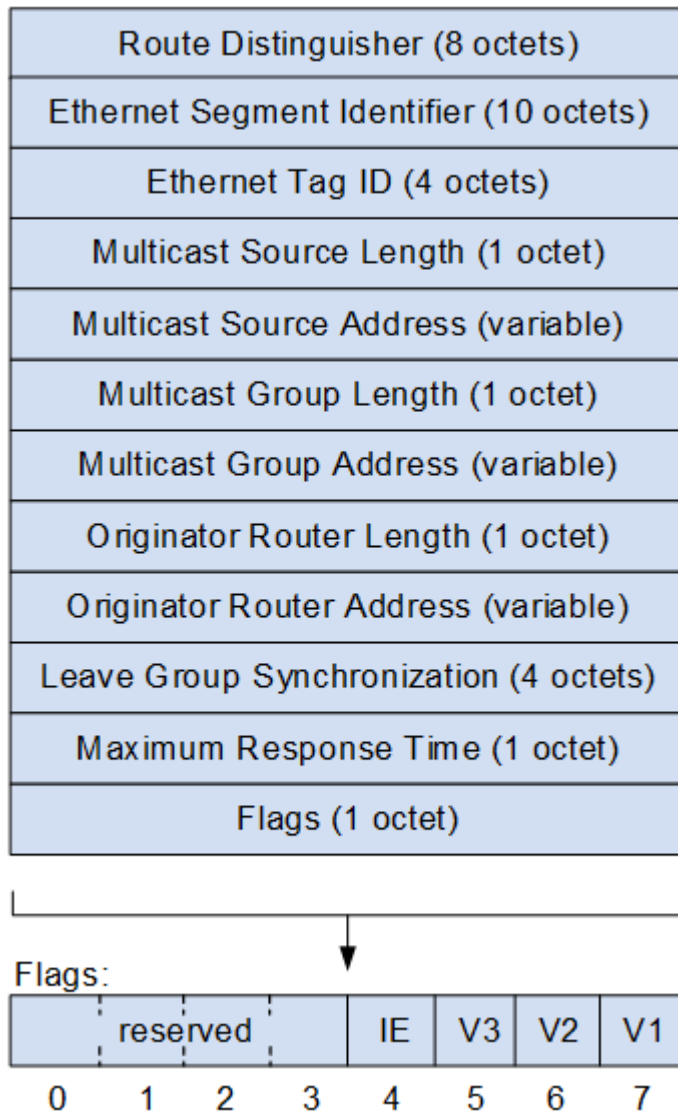 Route Distinguisher (8 octets)
Ethernet Segment Identifier (10 octets)
Ethernet Tag ID (4 octets)
Multicast Source Length (1 octet)
Multicast Source Address (variable)
Multicast Group Length (1 octet)
Multicast Group Address (variable)
Originator Router Length (1 octet)
Originator Router Address (variable)
Leave Group Synchronization (4 octets)
Maximum Response Time (1 octet)
Flags (1 octet)
Flags:
reserved IE V3 V2 V1
0 1 2 3 4 5 6 7